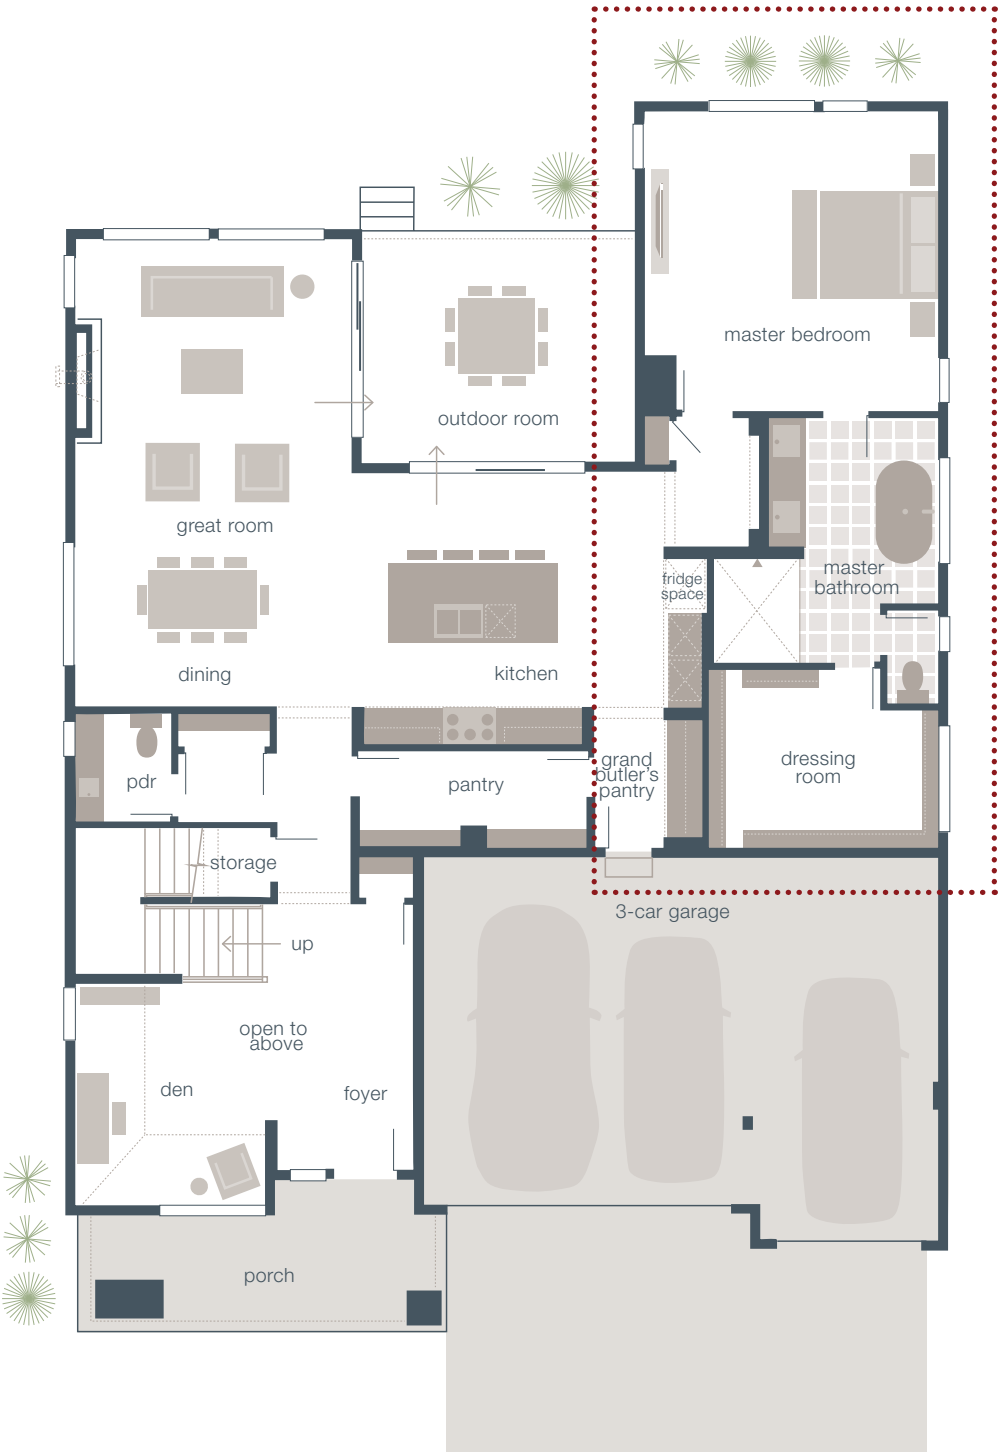 master bedroom
outdoor room
great room
fridge
space
master
bathroom
dining
kitchen
dressing
room
grand
butler's
pantry
pdr
pantry
storage
3-car garage
up
open to
above
den
foyer
porch